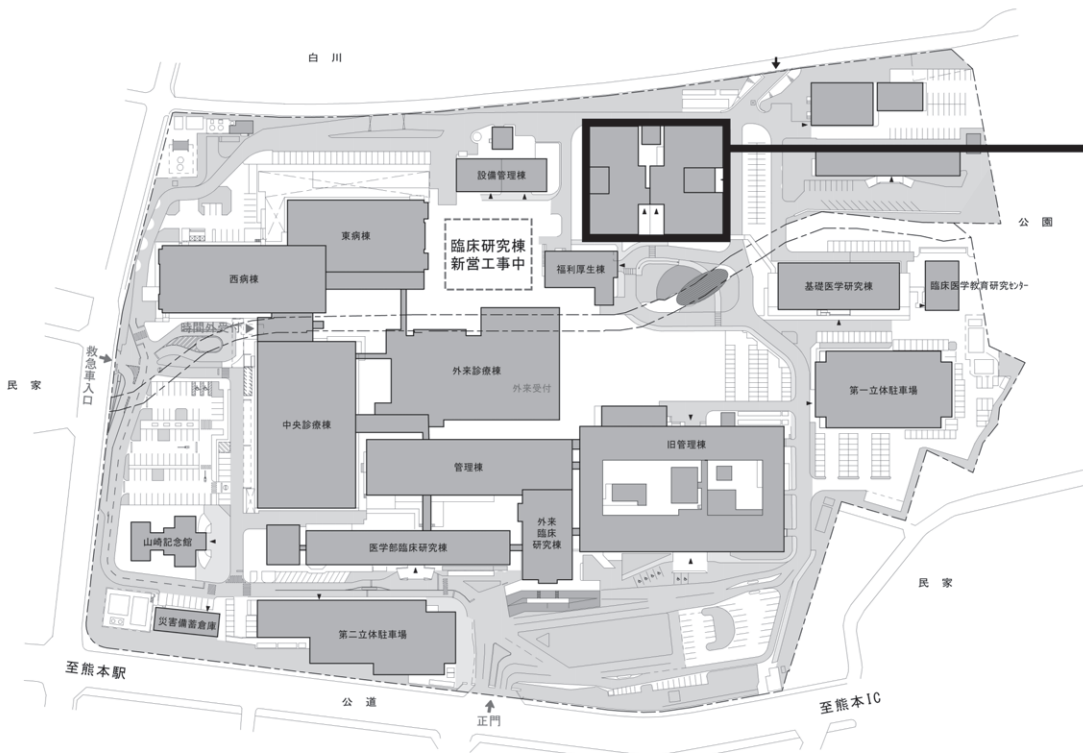 白川
設備管理棟
公園
東病棟
臨床研究棟
新営工事中
福利厚生棟
西病棟
基礎医学研究棟
臨床医学教育研究センター
時間外受付
救急車入口
外来診療棟
民家
外来受付
第一立体駐車場
中央診療棟
旧管理棟
管理棟
外来
臨床
研究棟
山崎記念館
医学部臨床研究棟
民家
災害備蓄倉庫
第二立体駐車場
至熊本駅
公道
至熊本IC
正門